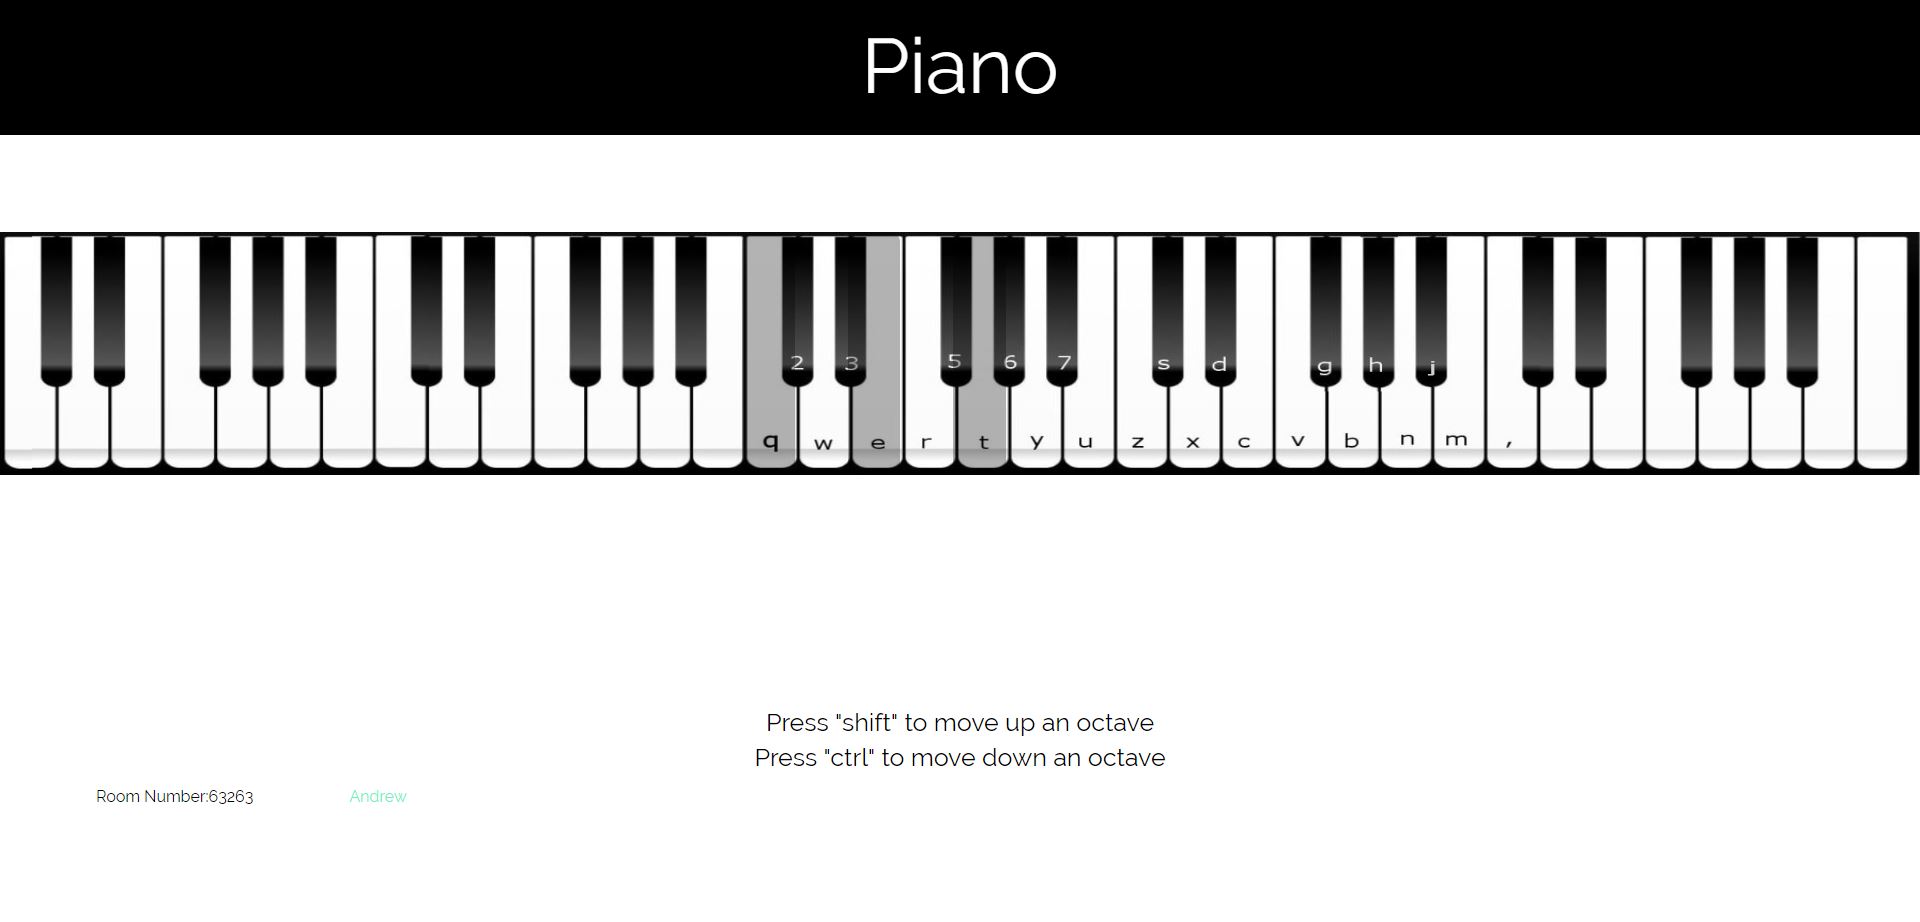 Piano
2 3 5 6 7 s d g h j
q w e r t y u z x c v b n m ,
Press "shift" to move up an octave
Press "ctrl" to move down an octave
Room Number:63263 Andrew